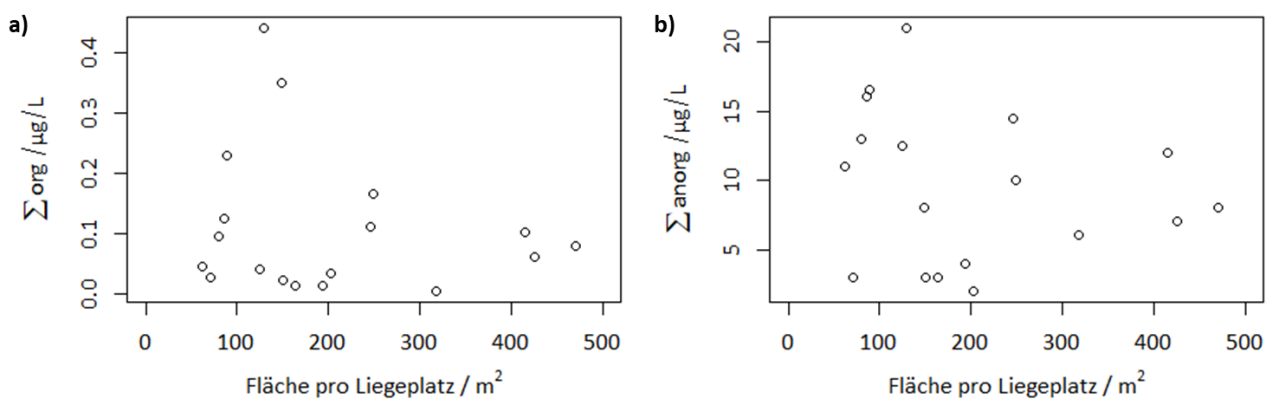 a)
∑org /µg/L
0.0 0.1 0.2 0.3 0.4
0 100 200 300 400 500
Fläche pro Liegeplatz / m²
b)
∑anorg /µg/L
5 10 15 20
0 100 200 300 400 500
Fläche pro Liegeplatz / m²